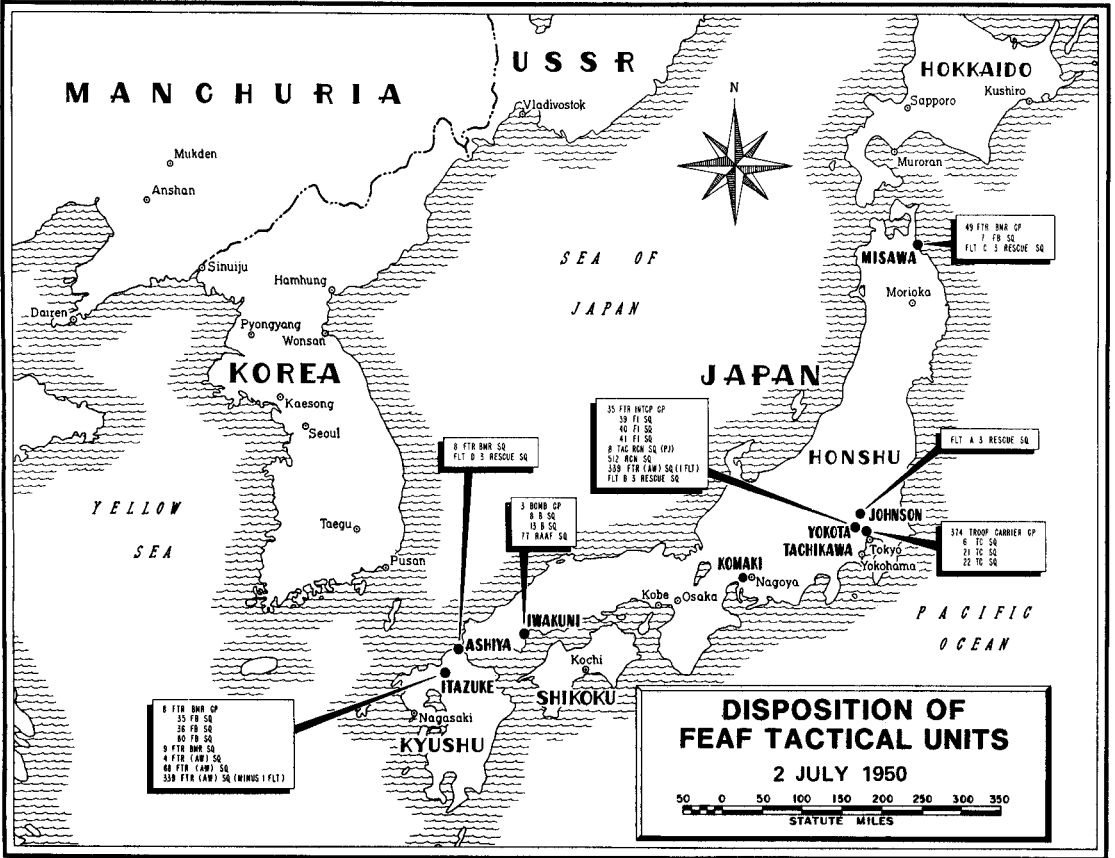 USSR
MANCHURIA
HOKKAIDO
Kushiro
Sapporo
Vladivostok
N
Mukden
Muroran
Anshan
49 FTR BMR GP
7 FB SQ
FLT C 3 RESCUE SQ
MISAWA
SEA OF
JAPAN
Sinuiju
Hamhung
Morioka
Dairen
Pyongyang
Wonsan
KOREA
JAPAN
Kaesong
Seoul
35 FTR INTCP GP
39 FI SQ
40 FI SQ
41 FI SQ
8 TAC RCN SQ (PJ)
512 RCN SQ
339 FTR (AW) SQ (1 FLT)
FLT B 3 RESCUE SQ
FLT A 3 RESCUE SQ
8 FTR BMR SQ
FLT D 3 RESCUE SQ
HONSHU
YELLOW
SEA
3 BOMB GP
8 B SQ
13 B SQ
77 RAAF SQ
JOHNSON
YOKOTA
TACHIKAWA
Tokyo
Yokohama
374 TROOP CARRIER GP
6 TC SQ
21 TC SQ
22 TC SQ
Taegu
Pusan
KOMAKI
Nagoya
Kobe
Osaka
PACIFIC
OCEAN
IWAKUNI
ASHIYA
Kochi
ITAZUKE
SHIKOKU
8 FTR BMR GP
35 FB SQ
36 FB SQ
80 FB SQ
9 FTR BMR SQ
4 FTR (AW) SQ
68 FTR (AW) SQ
339 FTR (AW) SQ (MINUS 1 FLT)
Nagasaki
KYUSHU
DISPOSITION OF
FEAF TACTICAL UNITS
2 JULY 1950
50 0 50 100 150 200 250 300 350
STATUTE MILES